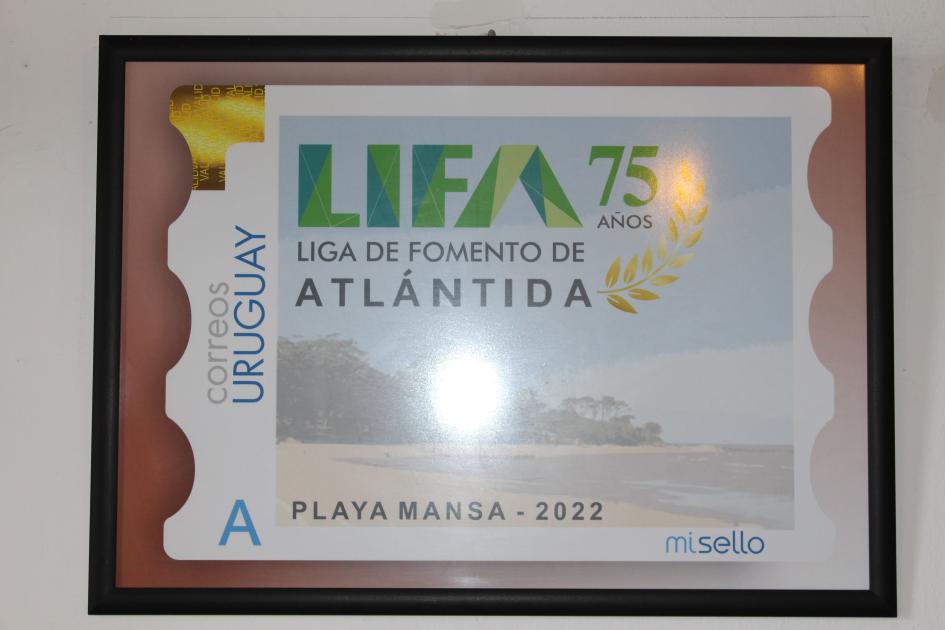 LIFA 75
AÑOS
LIGA DE FOMENTO DE
ATLÁNTIDA
correos
URUGUAY
A
PLAYA MANSA - 2022
misello